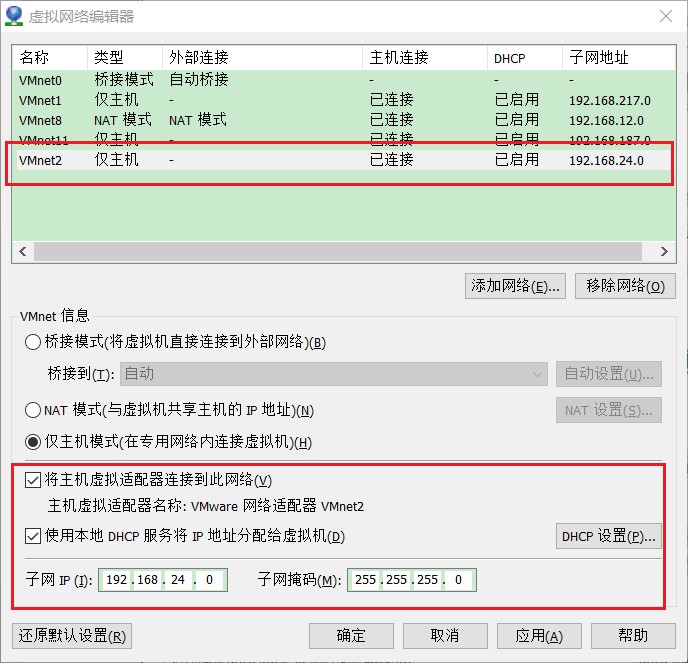 虚拟网络编辑器
名称 类型 外部连接 主机连接 DHCP 子网地址
VMnet0 桥接模式 自动桥接 - - -
VMnet1 仅主机 - 已连接 已启用 192.168.217.0
VMnet8 NAT 模式 NAT 模式 已连接 已启用 192.168.12.0
VMnet11 仅主机 - 已连接 已启用 192.168.187.0
VMnet2 仅主机 - 已连接 已启用 192.168.24.0
添加网络(E)... 移除网络(O)
VMnet 信息
桥接模式(将虚拟机直接连接到外部网络)(B)
桥接到(T): 自动 自动设置(U)...
NAT 模式(与虚拟机共享主机的 IP 地址)(N) NAT 设置(S)...
仅主机模式(在专用网络内连接虚拟机)(H)
将主机虚拟适配器连接到此网络(V)
主机虚拟适配器名称: VMware 网络适配器 VMnet2
使用本地 DHCP 服务将 IP 地址分配给虚拟机(D) DHCP 设置(P)...
子网 IP (I): 192 .168 . 24 . 0 子网掩码(M): 255 .255 .255 . 0
还原默认设置(R) 确定 取消 应用(A) 帮助